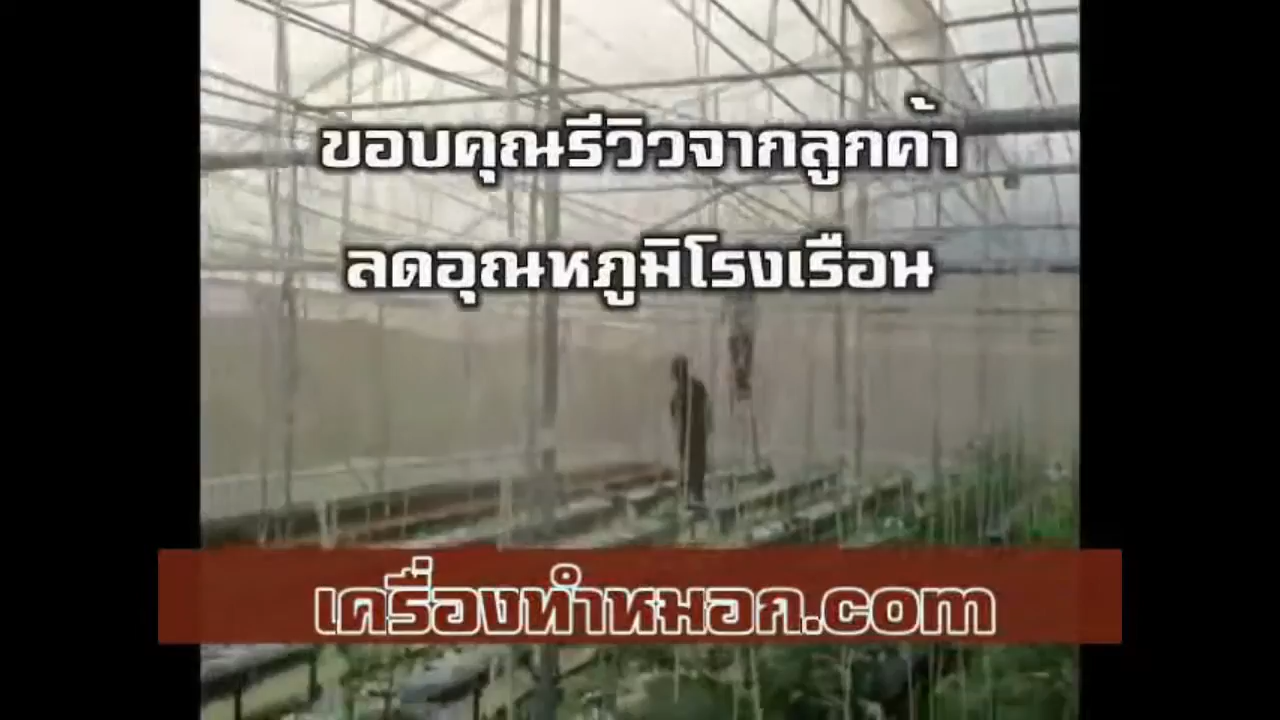 ขอบคุณรีวิวจากลูกค้า
ลดอุณหภูมิโรงเรือน
เครื่องทำหมอก.com